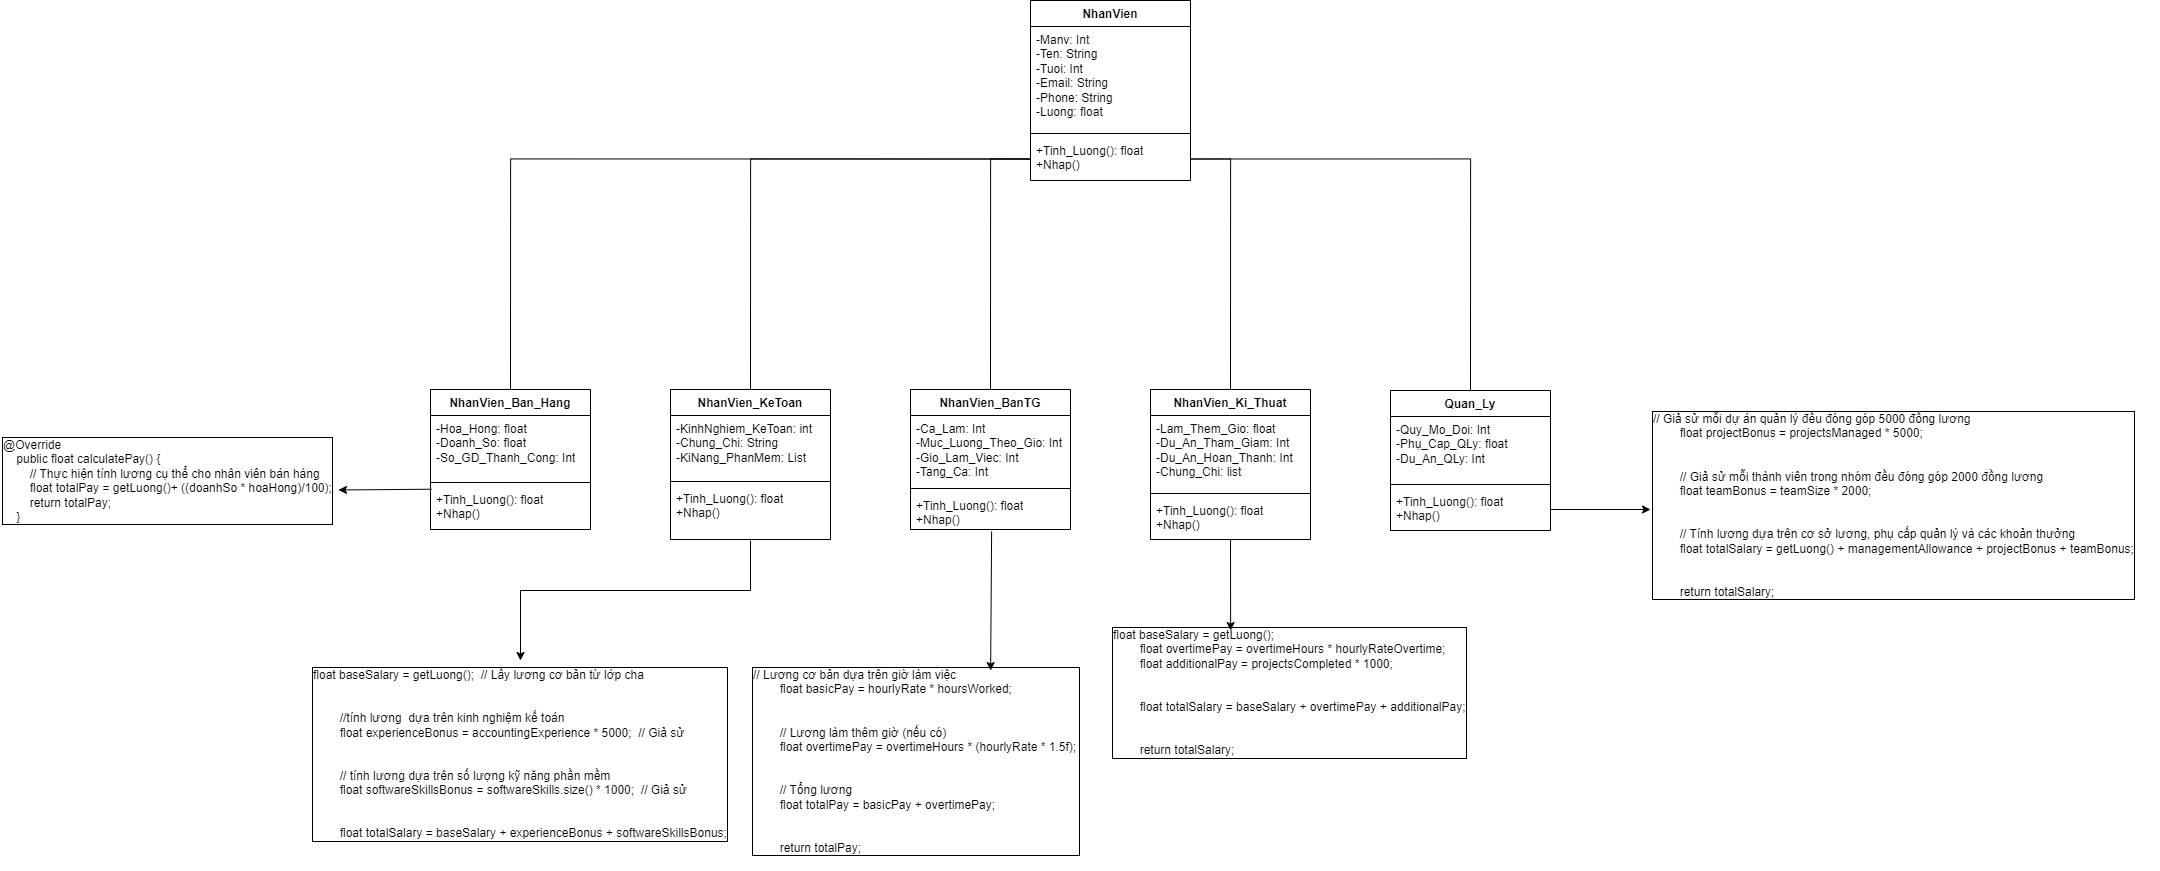 NhanVien
-Manv: Int
-Ten: String
-Tuoi: Int
-Email: String
-Phone: String
-Luong: float
+Tinh_Luong(): float
+Nhap()
NhanVien_Ban_Hang
-Hoa_Hong: float
-Doanh_So: float
-So_GD_Thanh_Cong: Int
+Tinh_Luong(): float
+Nhap()
NhanVien_KeToan
-KinhNghiem_KeToan: int
-Chung_Chi: String
-KiNang_PhanMem: List
+Tinh_Luong(): float
+Nhap()
NhanVien_BanTG
-Ca_Lam: Int
-Muc_Luong_Theo_Gio: Int
-Gio_Lam_Viec: Int
-Tang_Ca: Int
+Tinh_Luong(): float
+Nhap()
NhanVien_Ki_Thuat
-Lam_Them_Gio: float
-Du_An_Tham_Giam: Int
-Du_An_Hoan_Thanh: Int
-Chung_Chi: list
+Tinh_Luong(): float
+Nhap()
Quan_Ly
-Quy_Mo_Doi: Int
-Phụ_Cap_QLy: float
-Du_An_QLy: Int
+Tinh_Luong(): float
+Nhap()
@Override
public float calculatePay() {
// Thực hiện tính lương cụ thể cho nhân viên bán hàng
float totalPay = getLuong()+ ((doanhSo * hoaHong)/100);
return totalPay;
}
// Giả sử mỗi dự án quản lý đều đóng góp 5000 đồng lương
float projectBonus = projectsManaged * 5000;
// Giả sử mỗi thành viên trong nhóm đều đóng góp 2000 đồng lương
float teamBonus = teamSize * 2000;
// Tính lương dựa trên cơ sở lương, phụ cấp quản lý và các khoản thưởng
float totalSalary = getLuong() + managementAllowance + projectBonus + teamBonus;
return totalSalary;
float baseSalary = getLuong();
float overtimePay = overtimeHours * hourlyRateOvertime;
float additionalPay = projectsCompleted * 1000;
float totalSalary = baseSalary + overtimePay + additionalPay;
return totalSalary;
float baseSalary = getLuong();  // Lấy lương cơ bản từ lớp cha
//tính lương  dựa trên kinh nghiệm kế toán
float experienceBonus = accountingExperience * 5000;  // Giả sử
// tính lương dựa trên số lượng kỹ năng phần mềm
float softwareSkillsBonus = softwareSkills.size() * 1000;  // Giả sử
float totalSalary = baseSalary + experienceBonus + softwareSkillsBonus;
// Lương cơ bản dựa trên giờ làm việc
float basicPay = hourlyRate * hoursWorked;
// Lương làm thêm giờ (nếu có)
float overtimePay = overtimeHours * (hourlyRate * 1.5f);
// Tổng lương
float totalPay = basicPay + overtimePay;
return totalPay;